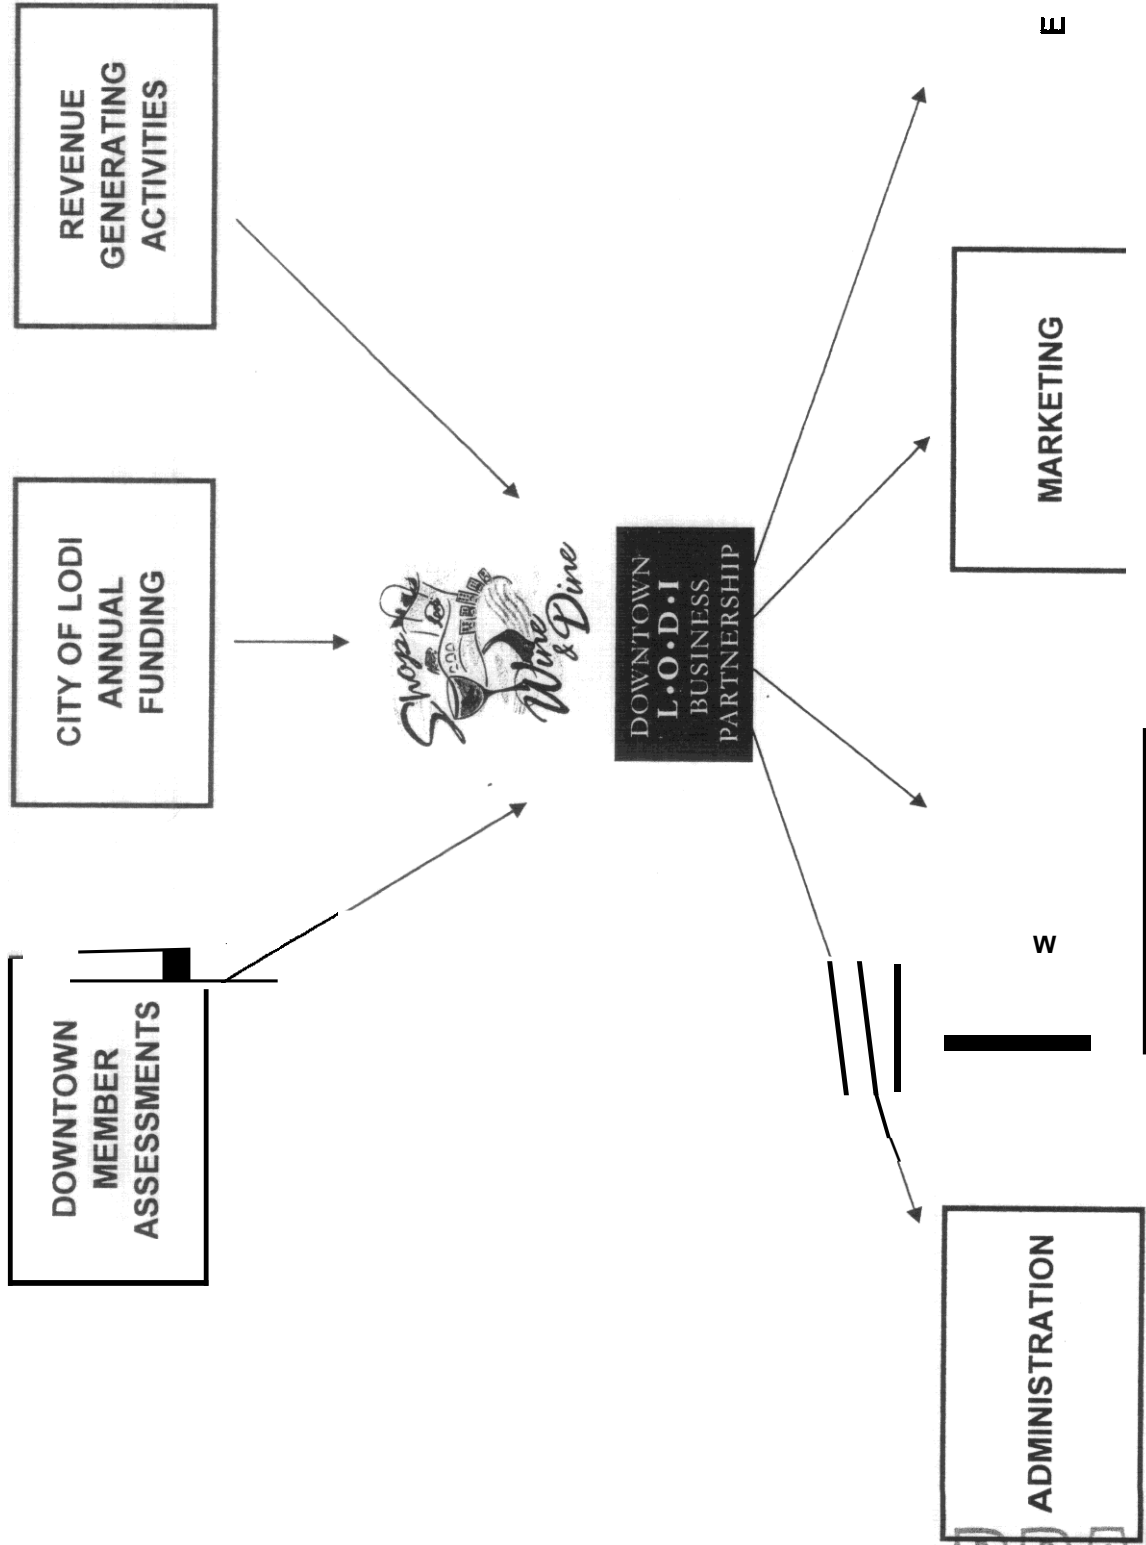 DOWNTOWN
MEMBER
ASSESSMENTS
CITY OF LODI
ANNUAL
FUNDING
REVENUE
GENERATING
ACTIVITIES
Shop
Wine
& Dine
DOWNTOWN
L•O•D•I
BUSINESS
PARTNERSHIP
ADMINISTRATION
W
MARKETING
E